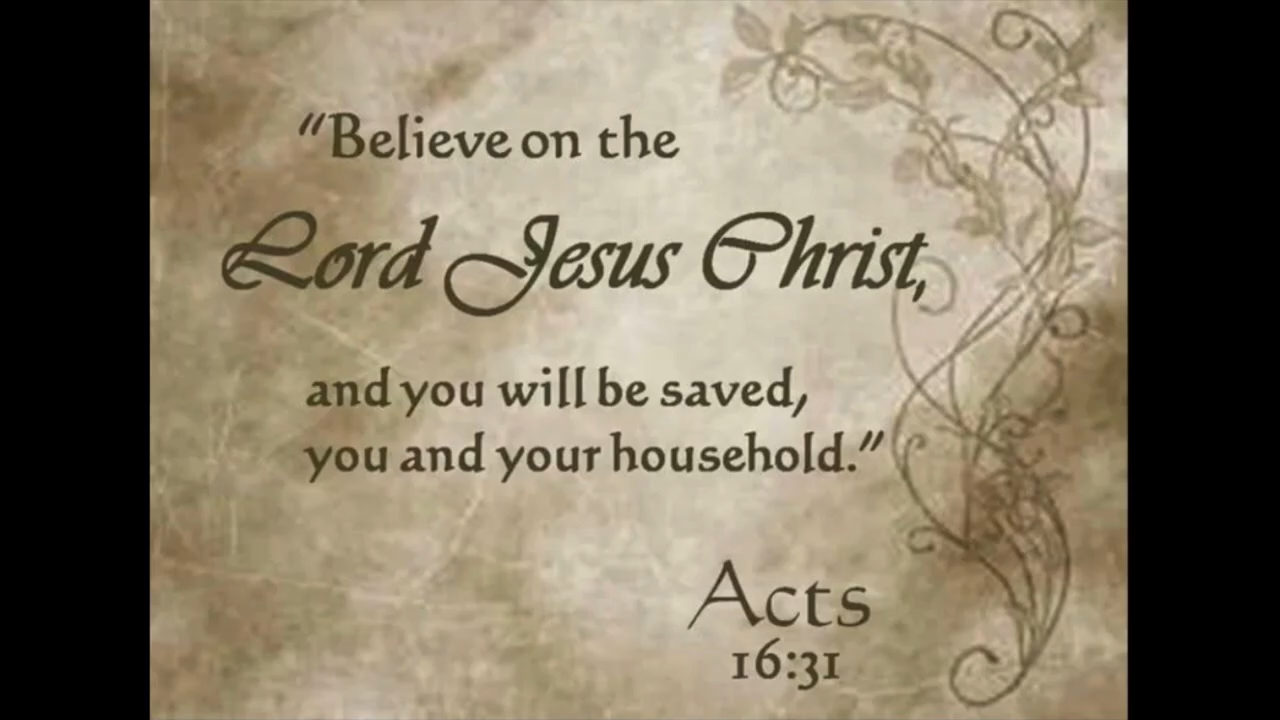 "Believe on the
Lord Jesus Christ,
and you will be saved,
you and your household."
Acts
16:31